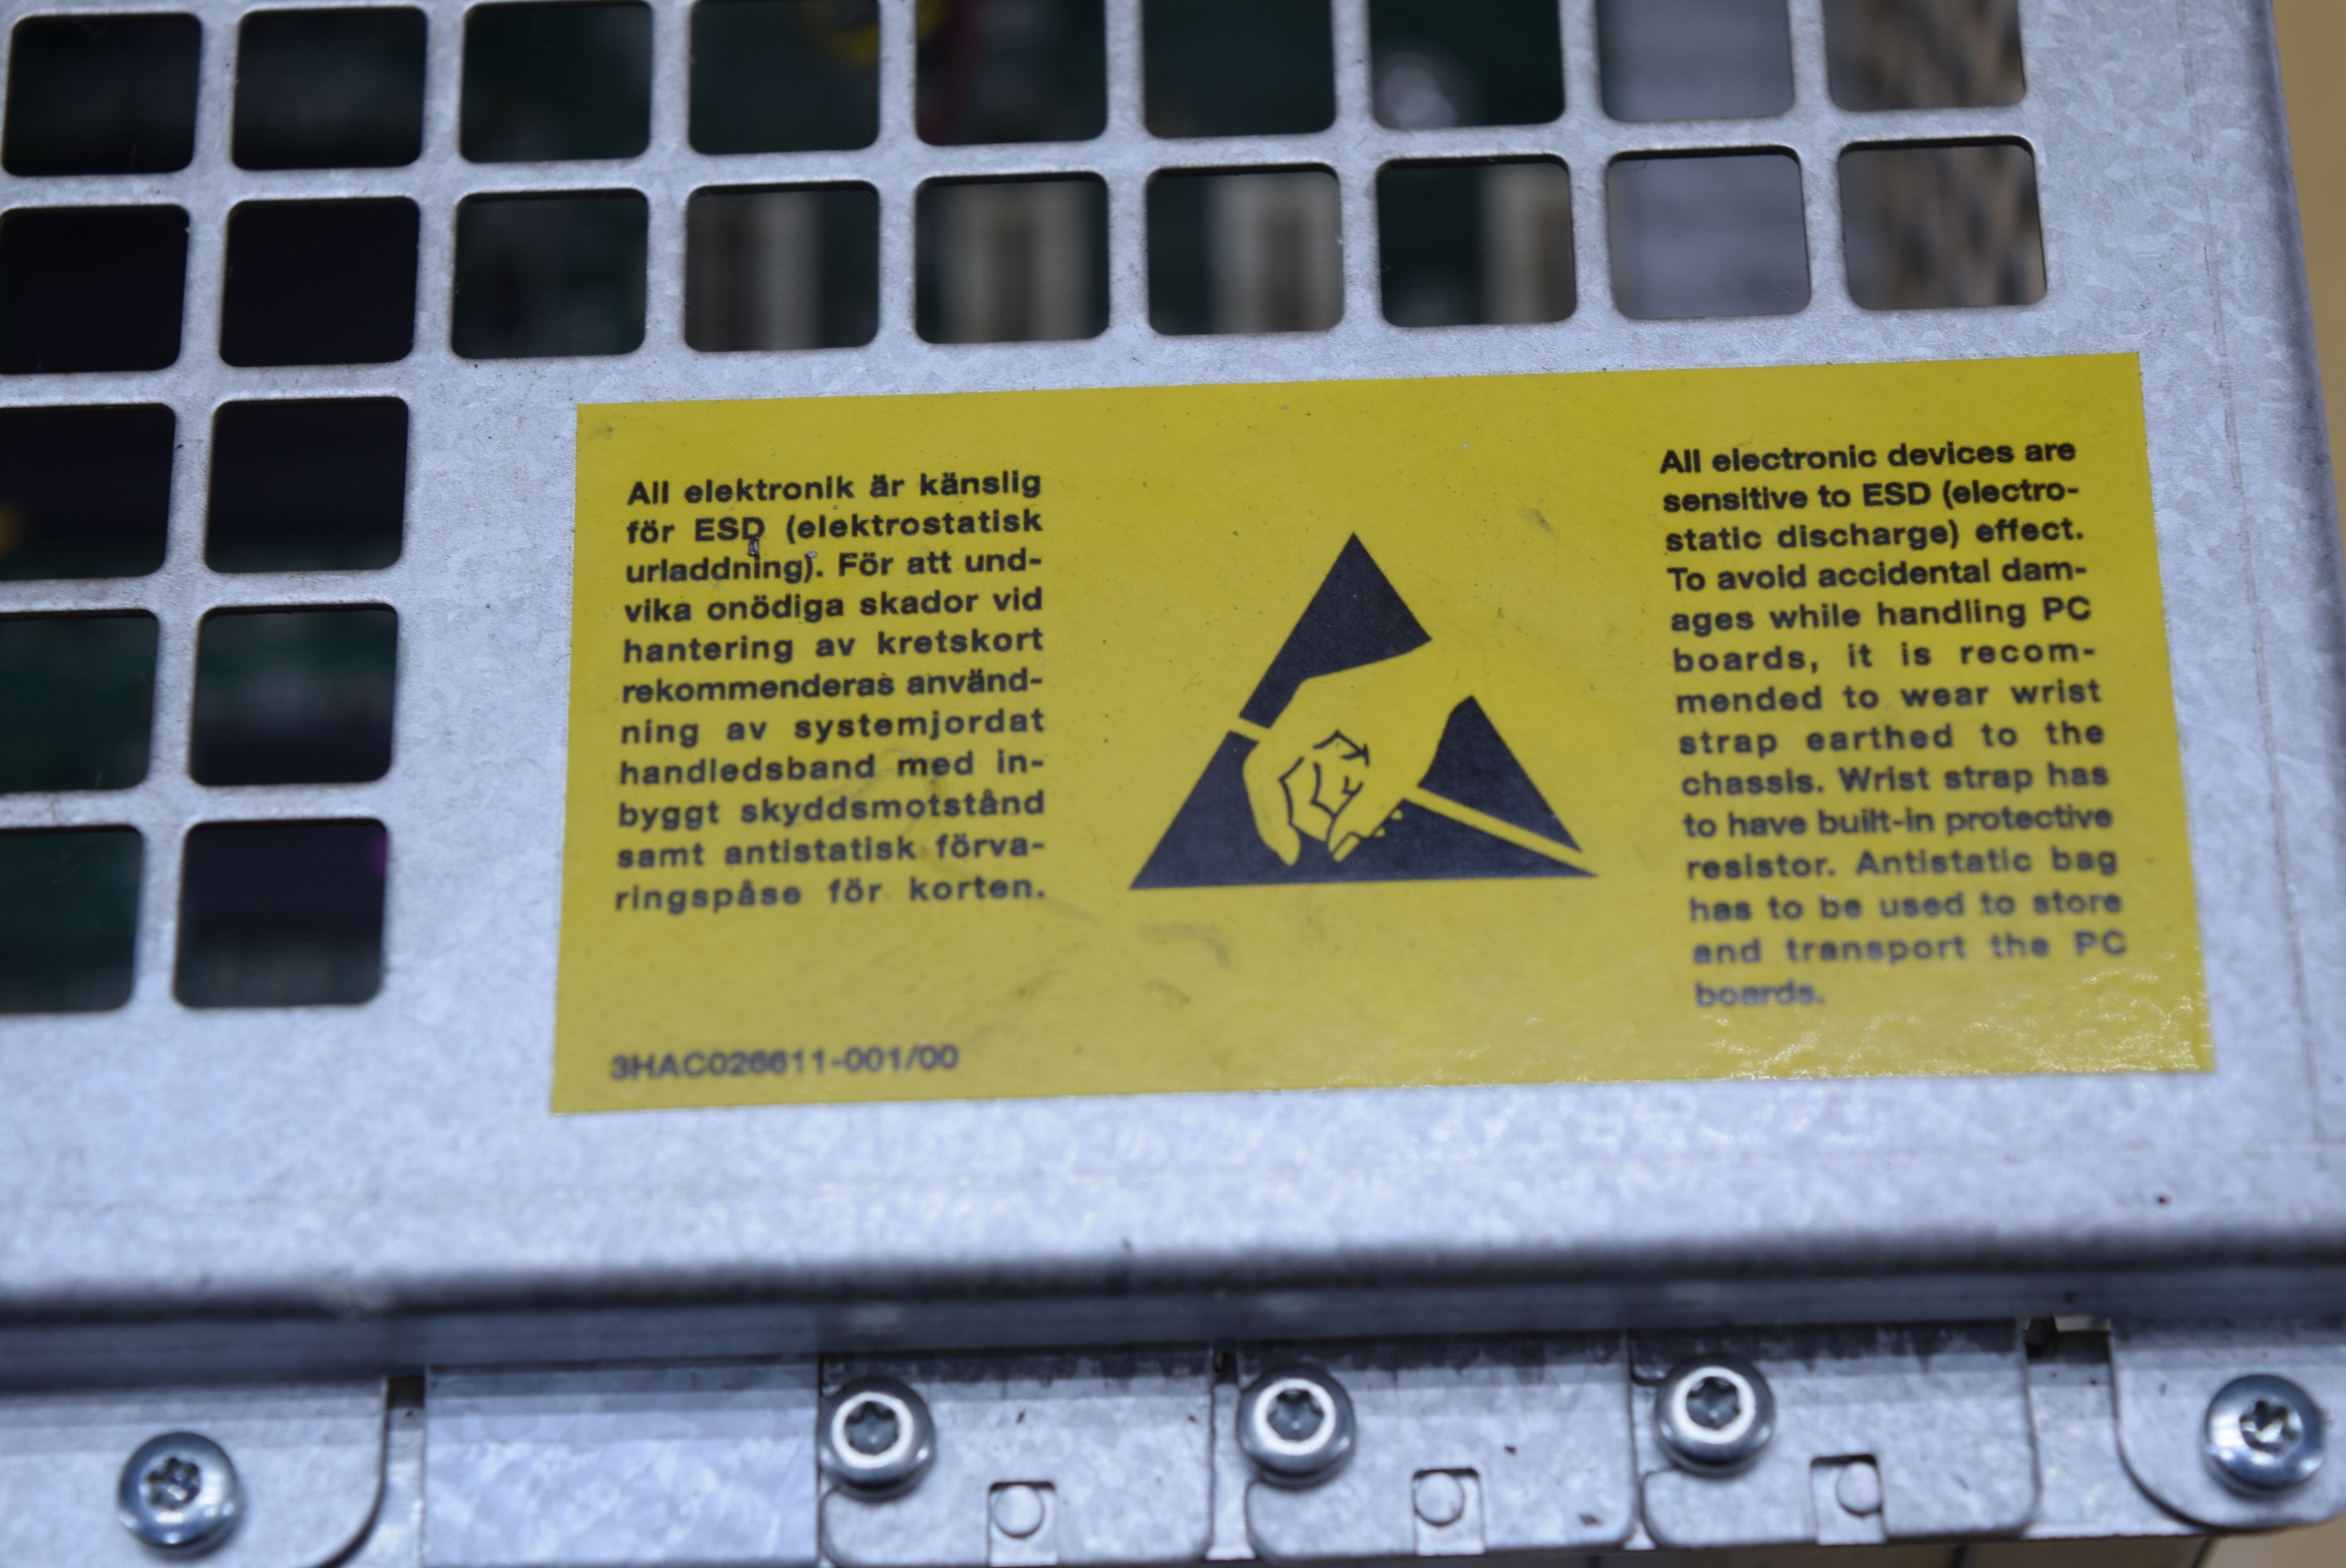 All elektronik är känslig
för ESD (elektrostatisk
urladdning). För att und-
vika onödiga skador vid
hantering av kretskort
rekommenderas använd-
ning av systemjordat
handledsband med in-
byggt skyddsmotstånd
samt antistatisk förva-
ringspåse för korten.
3HAC026611-001/00
All electronic devices are
sensitive to ESD (electro-
static discharge) effect.
To avoid accidental dam-
ages while handling PC
boards, it is recom-
mended to wear wrist
strap earthed to the
chassis. Wrist strap has
to have built-in protective
resistor. Antistatic bag
has to be used to store
and transport the PC
boards.